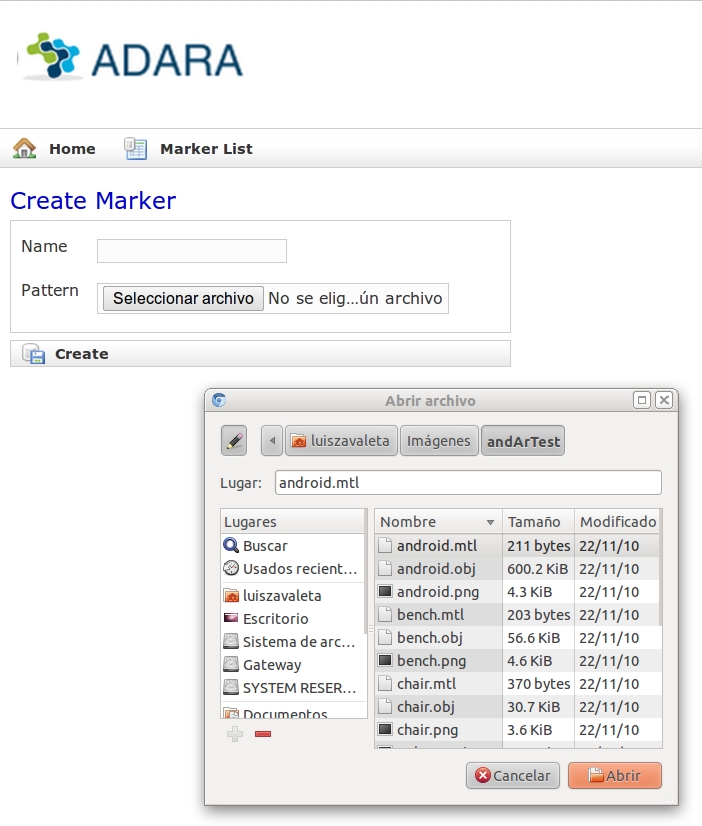 ADARA
Home Marker List
Create Marker
Name
Pattern Seleccionar archivo No se elig...ún archivo
Create
Abrir archivo
luiszavaleta Imágenes andArTest
Lugar: android.mtl
Lugares
Buscar
Usados recient...
luiszavaleta
Escritorio
Sistema de arc...
Gateway
SYSTEM RESER...
Documentos
Nombre Tamaño Modificado
android.mtl 211 bytes 22/11/10
android.obj 600.2 KiB 22/11/10
android.png 4.3 KiB 22/11/10
bench.mtl 203 bytes 22/11/10
bench.obj 56.6 KiB 22/11/10
bench.png 4.6 KiB 22/11/10
chair.mtl 370 bytes 22/11/10
chair.obj 30.7 KiB 22/11/10
chair.png 3.6 KiB 22/11/10
Cancelar Abrir